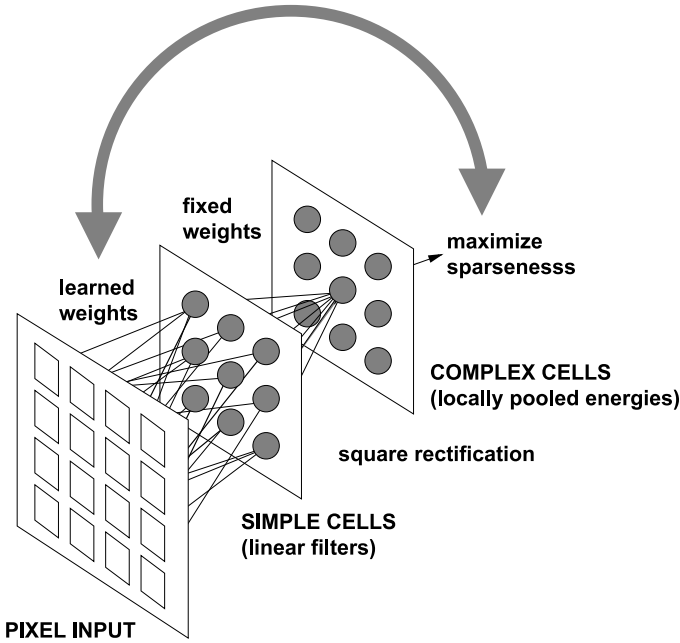 fixed
weights
maximize
sparsenesss
learned
weights
COMPLEX CELLS
(locally pooled energies)
square rectification
SIMPLE CELLS
(linear filters)
PIXEL INPUT